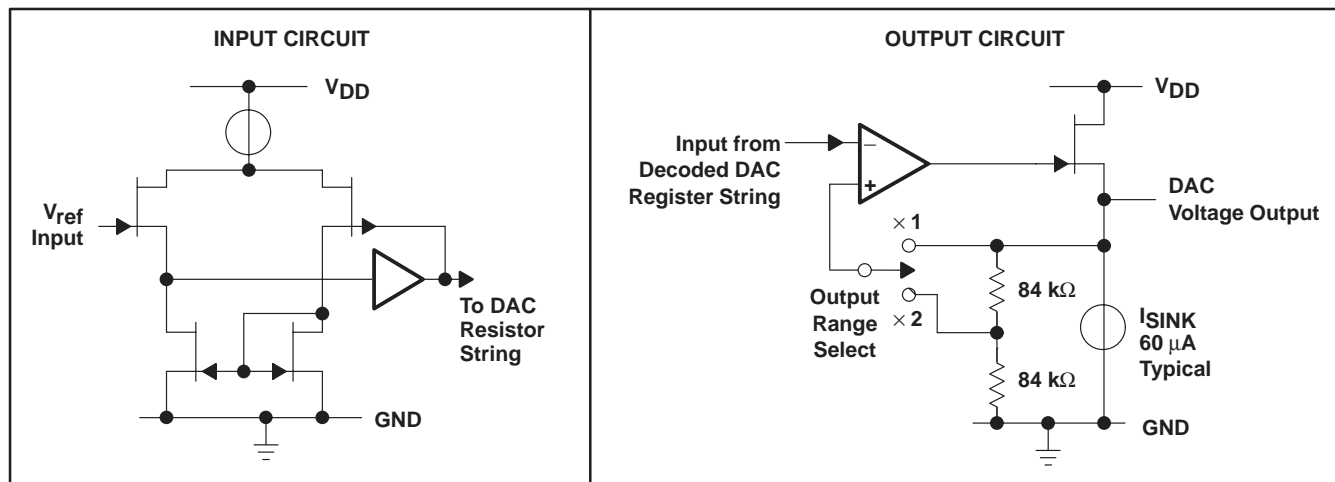 INPUT CIRCUIT
VDD
Vref
Input
To DAC
Resistor
String
GND
OUTPUT CIRCUIT
VDD
Input from
Decoded DAC
Register String
−
+
DAC
Voltage Output
× 1
Output
Range
Select
× 2
84 kΩ
84 kΩ
ISINK
60 μA
Typical
GND